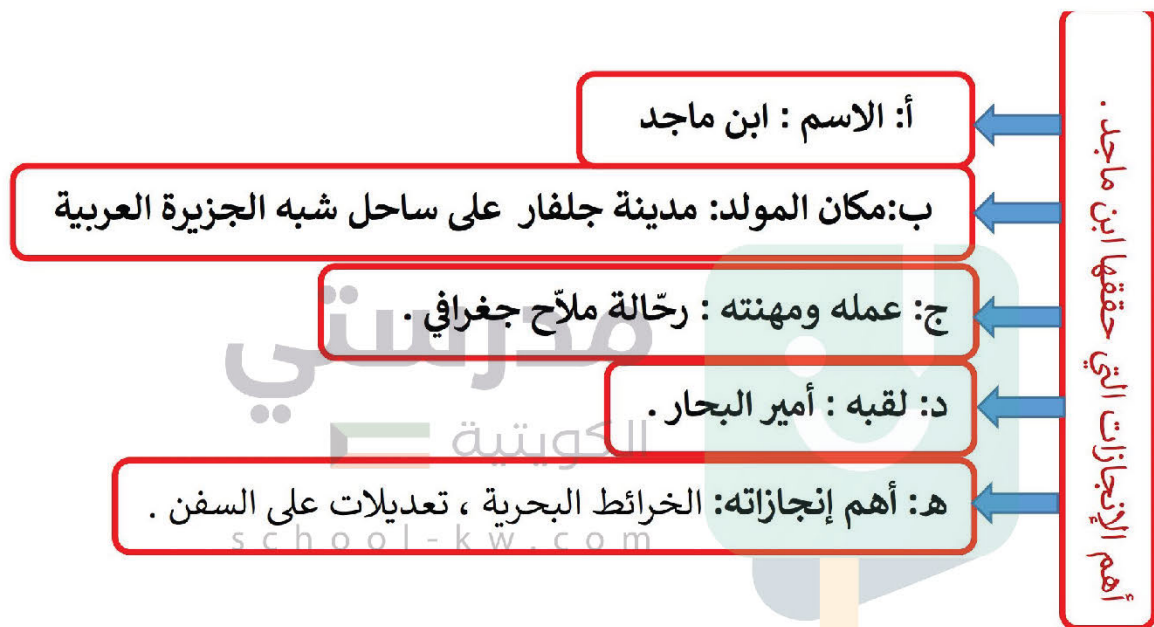 أهم الإنجازات التي حققها ابن ماجد .
أ: الاسم : ابن ماجد
ب:مكان المولد: مدينة جلفار على ساحل شبه الجزيرة العربية
ج: عمله ومهنته : رحّالة ملاّح جغرافي .
د: لقبه : أمير البحار .
هـ: أهم إنجازاته: الخرائط البحرية ، تعديلات على السفن .
مدرستي
الكويتية
school-kw.com